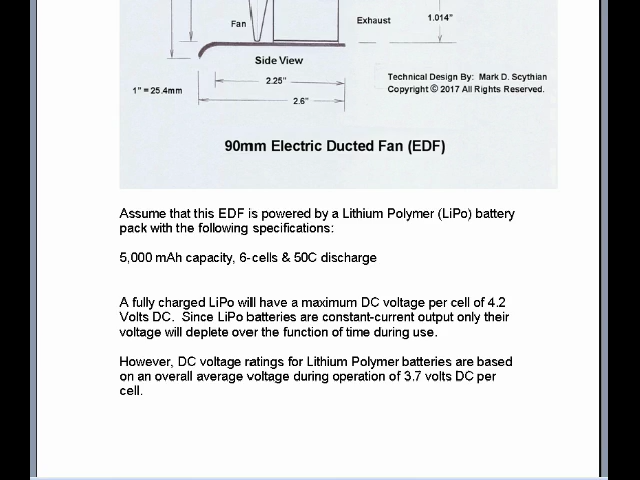 Fan
Exhaust
1.014"
Side View
2.25"
1" = 25.4mm
2.6"
Technical Design By: Mark D. Scythian
Copyright © 2017 All Rights Reserved.
90mm Electric Ducted Fan (EDF)
Assume that this EDF is powered by a Lithium Polymer (LiPo) battery
pack with the following specifications:
5,000 mAh capacity, 6-cells & 50C discharge
A fully charged LiPo will have a maximum DC voltage per cell of 4.2
Volts DC. Since LiPo batteries are constant-current output only their
voltage will deplete over the function of time during use.
However, DC voltage ratings for Lithium Polymer batteries are based
on an overall average voltage during operation of 3.7 volts DC per
cell.